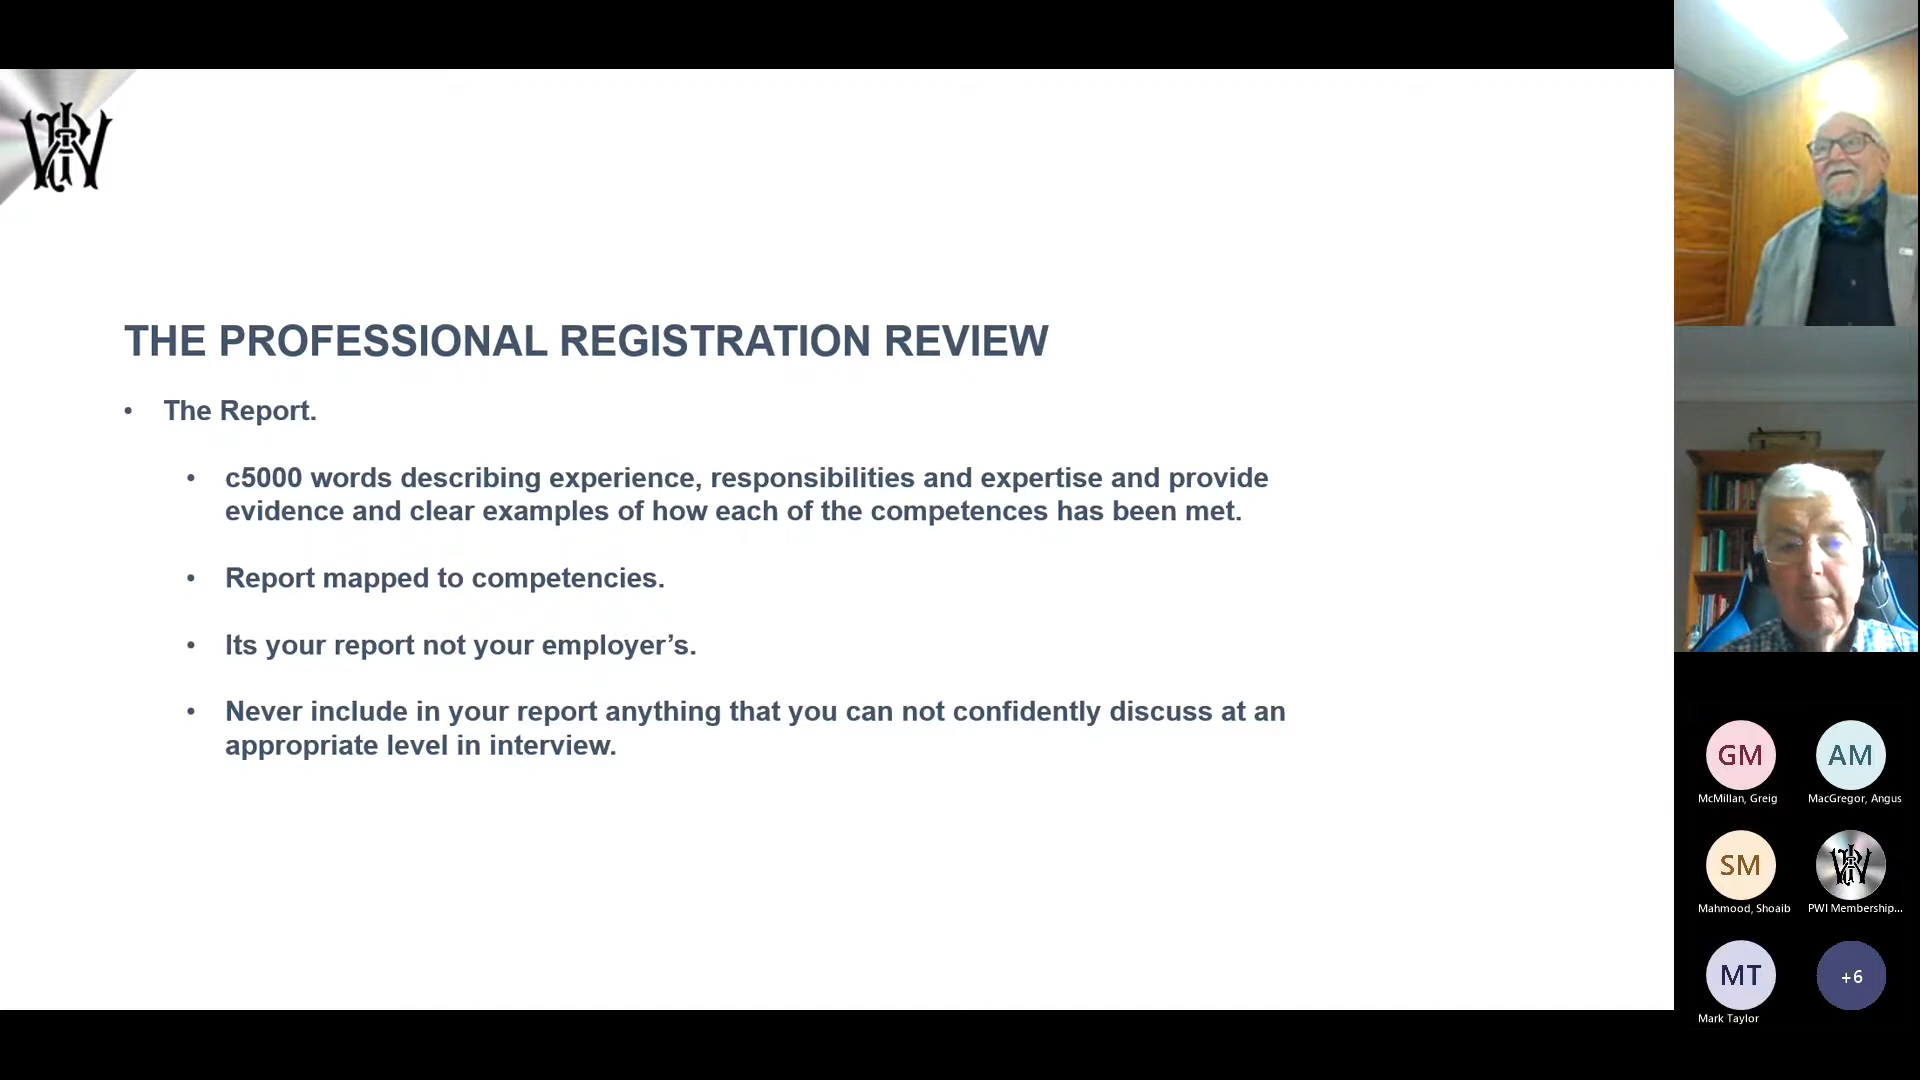 THE PROFESSIONAL REGISTRATION REVIEW
• The Report.
• c5000 words describing experience, responsibilities and expertise and provide
evidence and clear examples of how each of the competences has been met.
• Report mapped to competencies.
• Its your report not your employer’s.
• Never include in your report anything that you can not confidently discuss at an
appropriate level in interview.
GM
McMillan, Greig
AM
MacGregor, Angus
SM
Mahmood, Shoaib
PWI Membership...
MT
Mark Taylor
+6